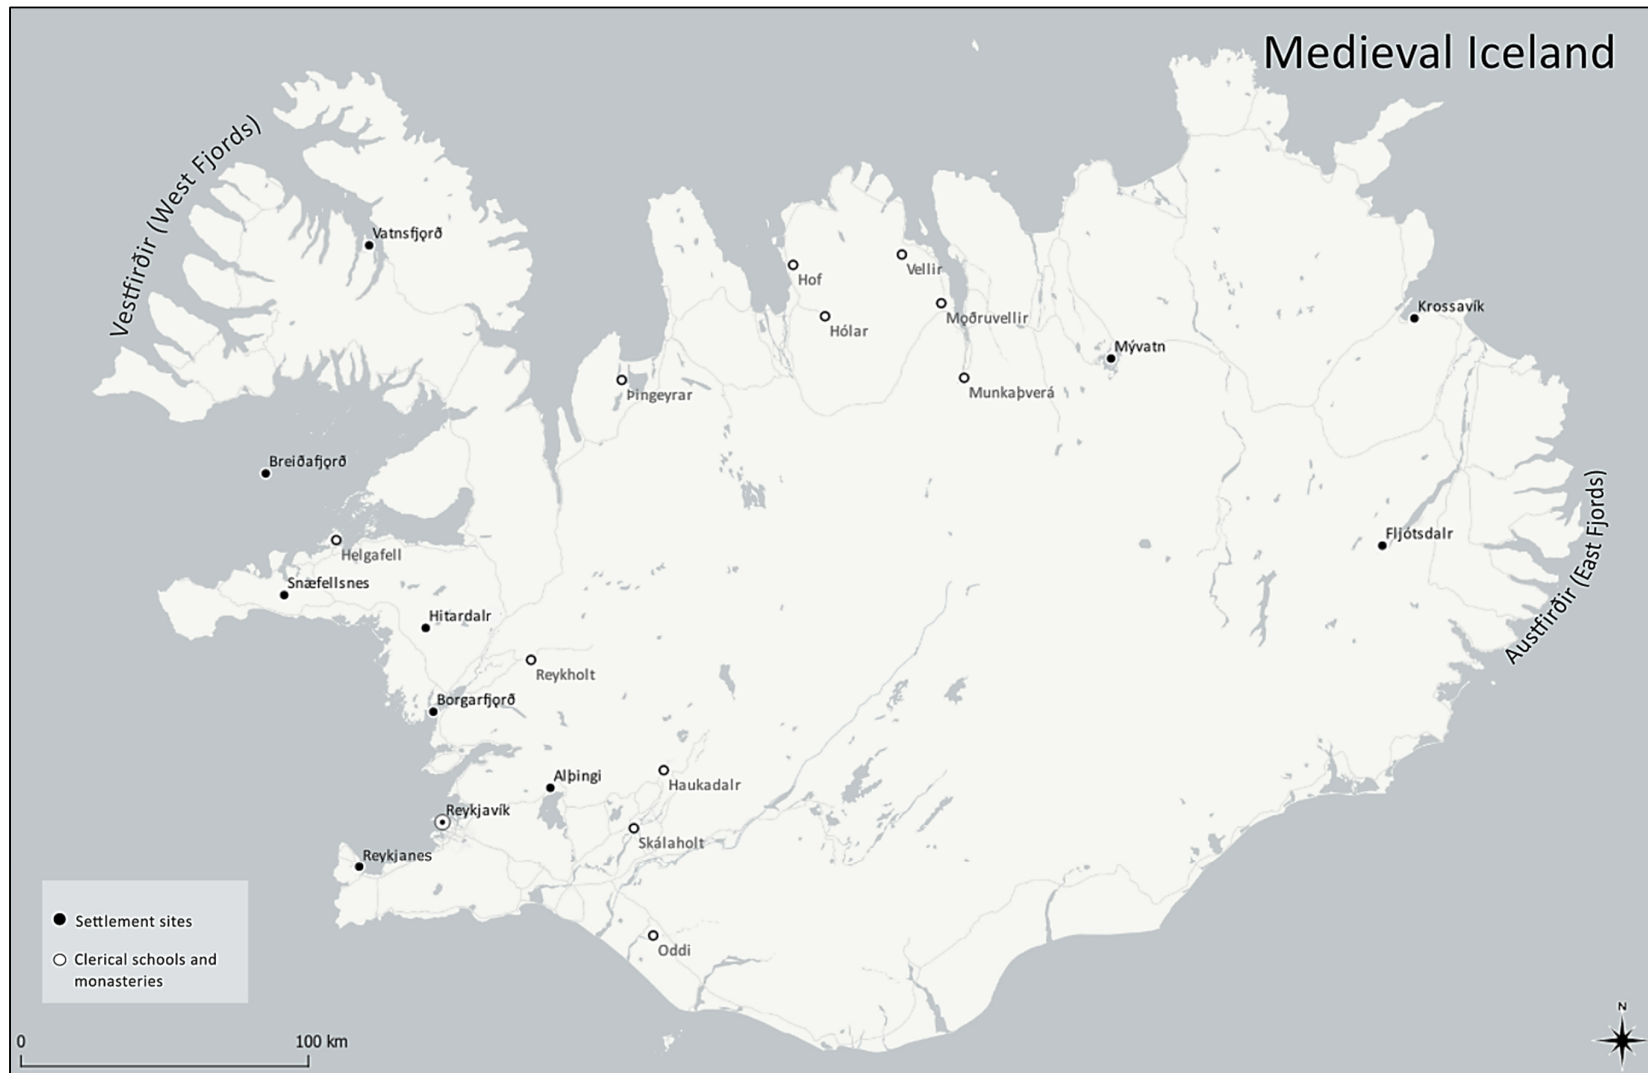 Medieval Iceland
Vestfirðir (West Fjords)
Vatnsfjǫrð
Hof
Vellir
Hólar
Mǫðruvellir
Krossavík
Mývatn
Þingeyrar
Munkaþverá
Breiðafjǫrð
Austfirðir (East Fjords)
Fljótsdalr
Helgafell
Snæfellsnes
Hitardalr
Reykholt
Borgarfjǫrð
Alþingi
Haukadalr
Reykjavík
Skálaholt
Reykjanes
Oddi
Settlement sites
Clerical schools and
monasteries
N
0 100 km